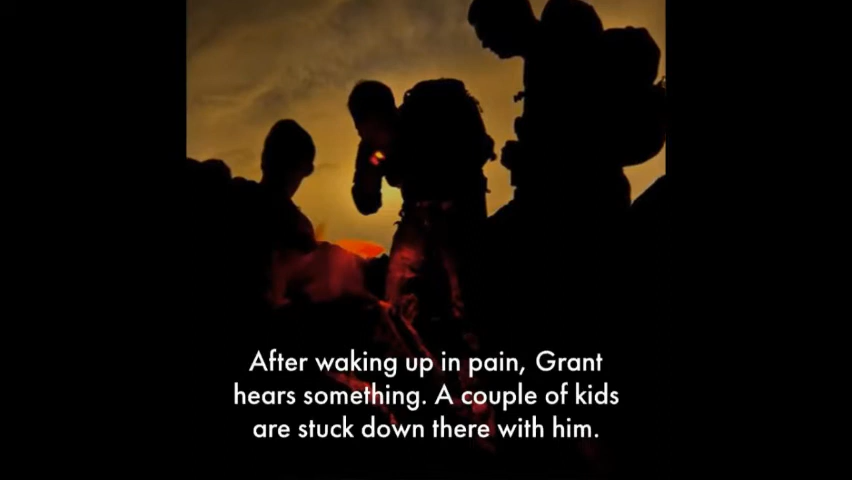 After waking up in pain, Grant
hears something. A couple of kids
are stuck down there with him.